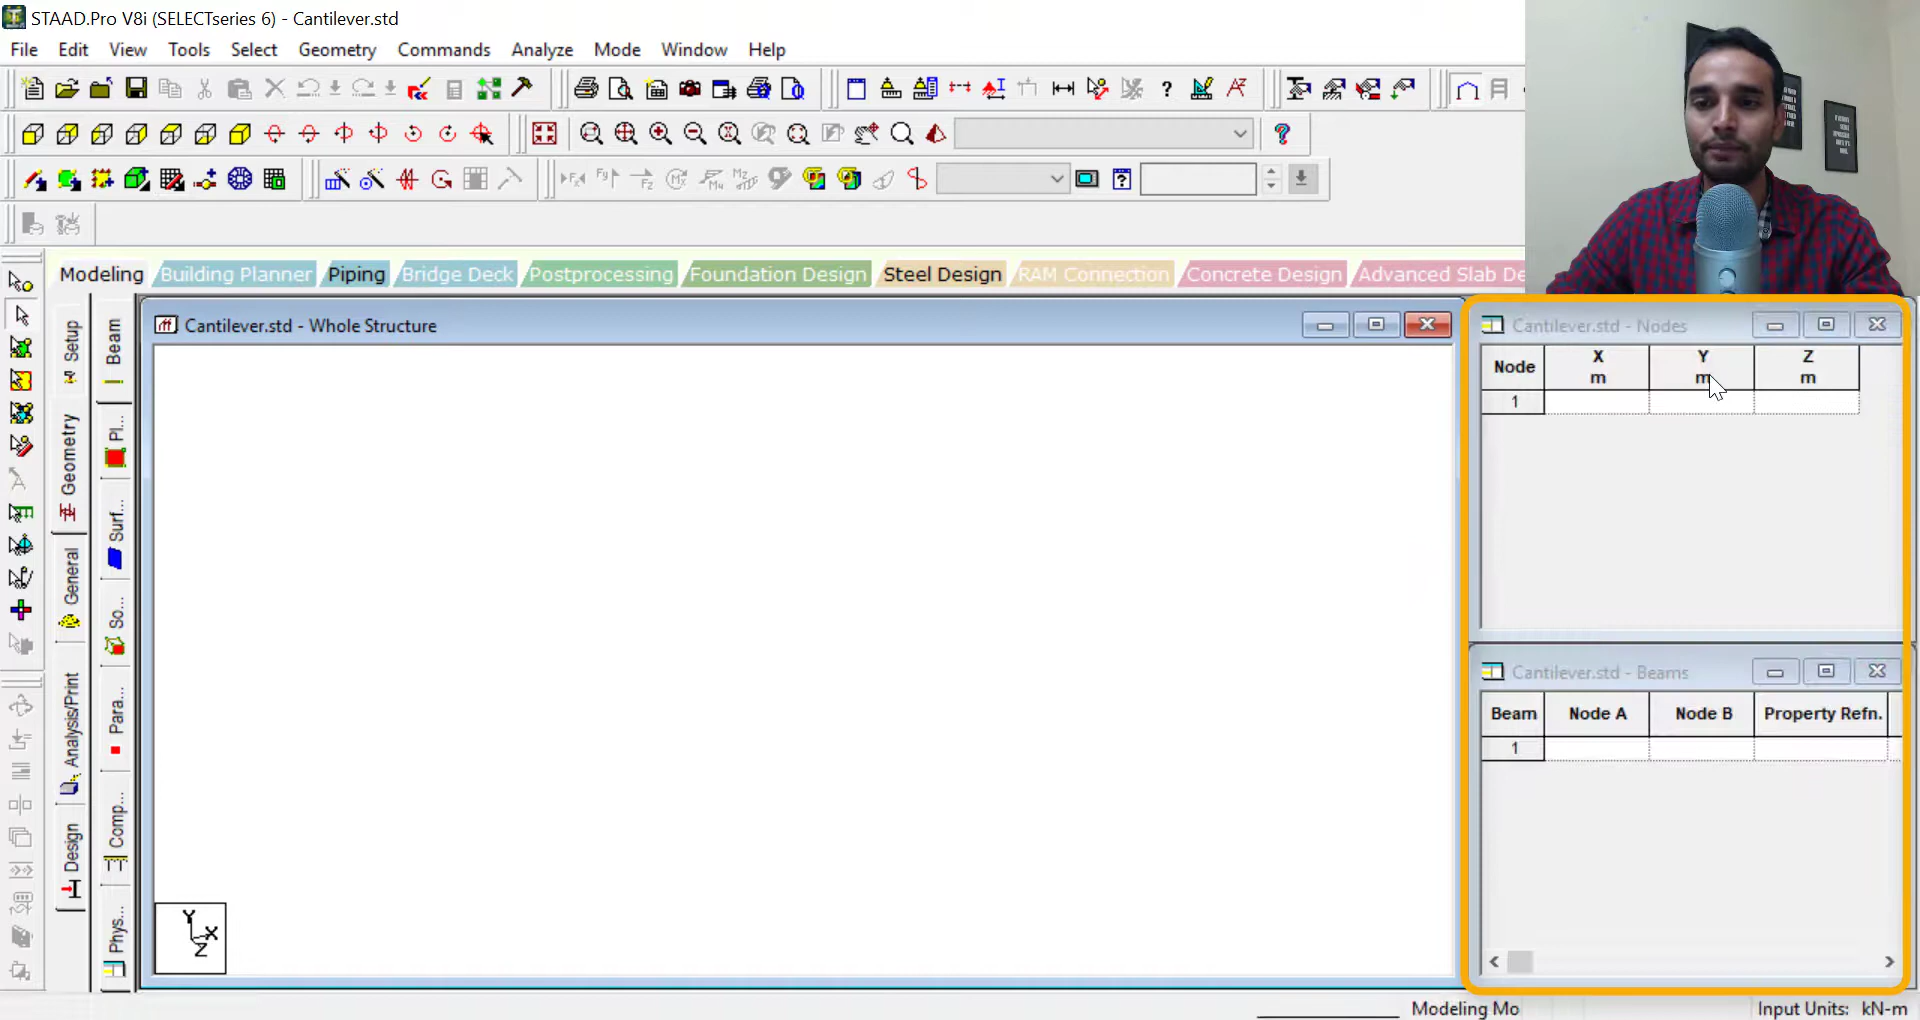 STAAD.Pro V8i (SELECTseries 6) - Cantilever.std
File Edit View Tools Select Geometry Commands Analyze Mode Window Help
Modeling Building Planner Piping Bridge Deck Postprocessing Foundation Design Steel Design RAM Connection Concrete Design Advanced Slab De
Setup
Geometry
General
Analysis/Print
Design
Beam
Pl...
Surf...
So...
Para...
Comp...
Phys...
Cantilever.std - Whole Structure
Y
X
Z
Cantilever.std - Nodes
Node X Y Z
m m m
1
Cantilever.std - Beams
Beam Node A Node B Property Refn.
1
Modeling Mo Input Units: kN-m